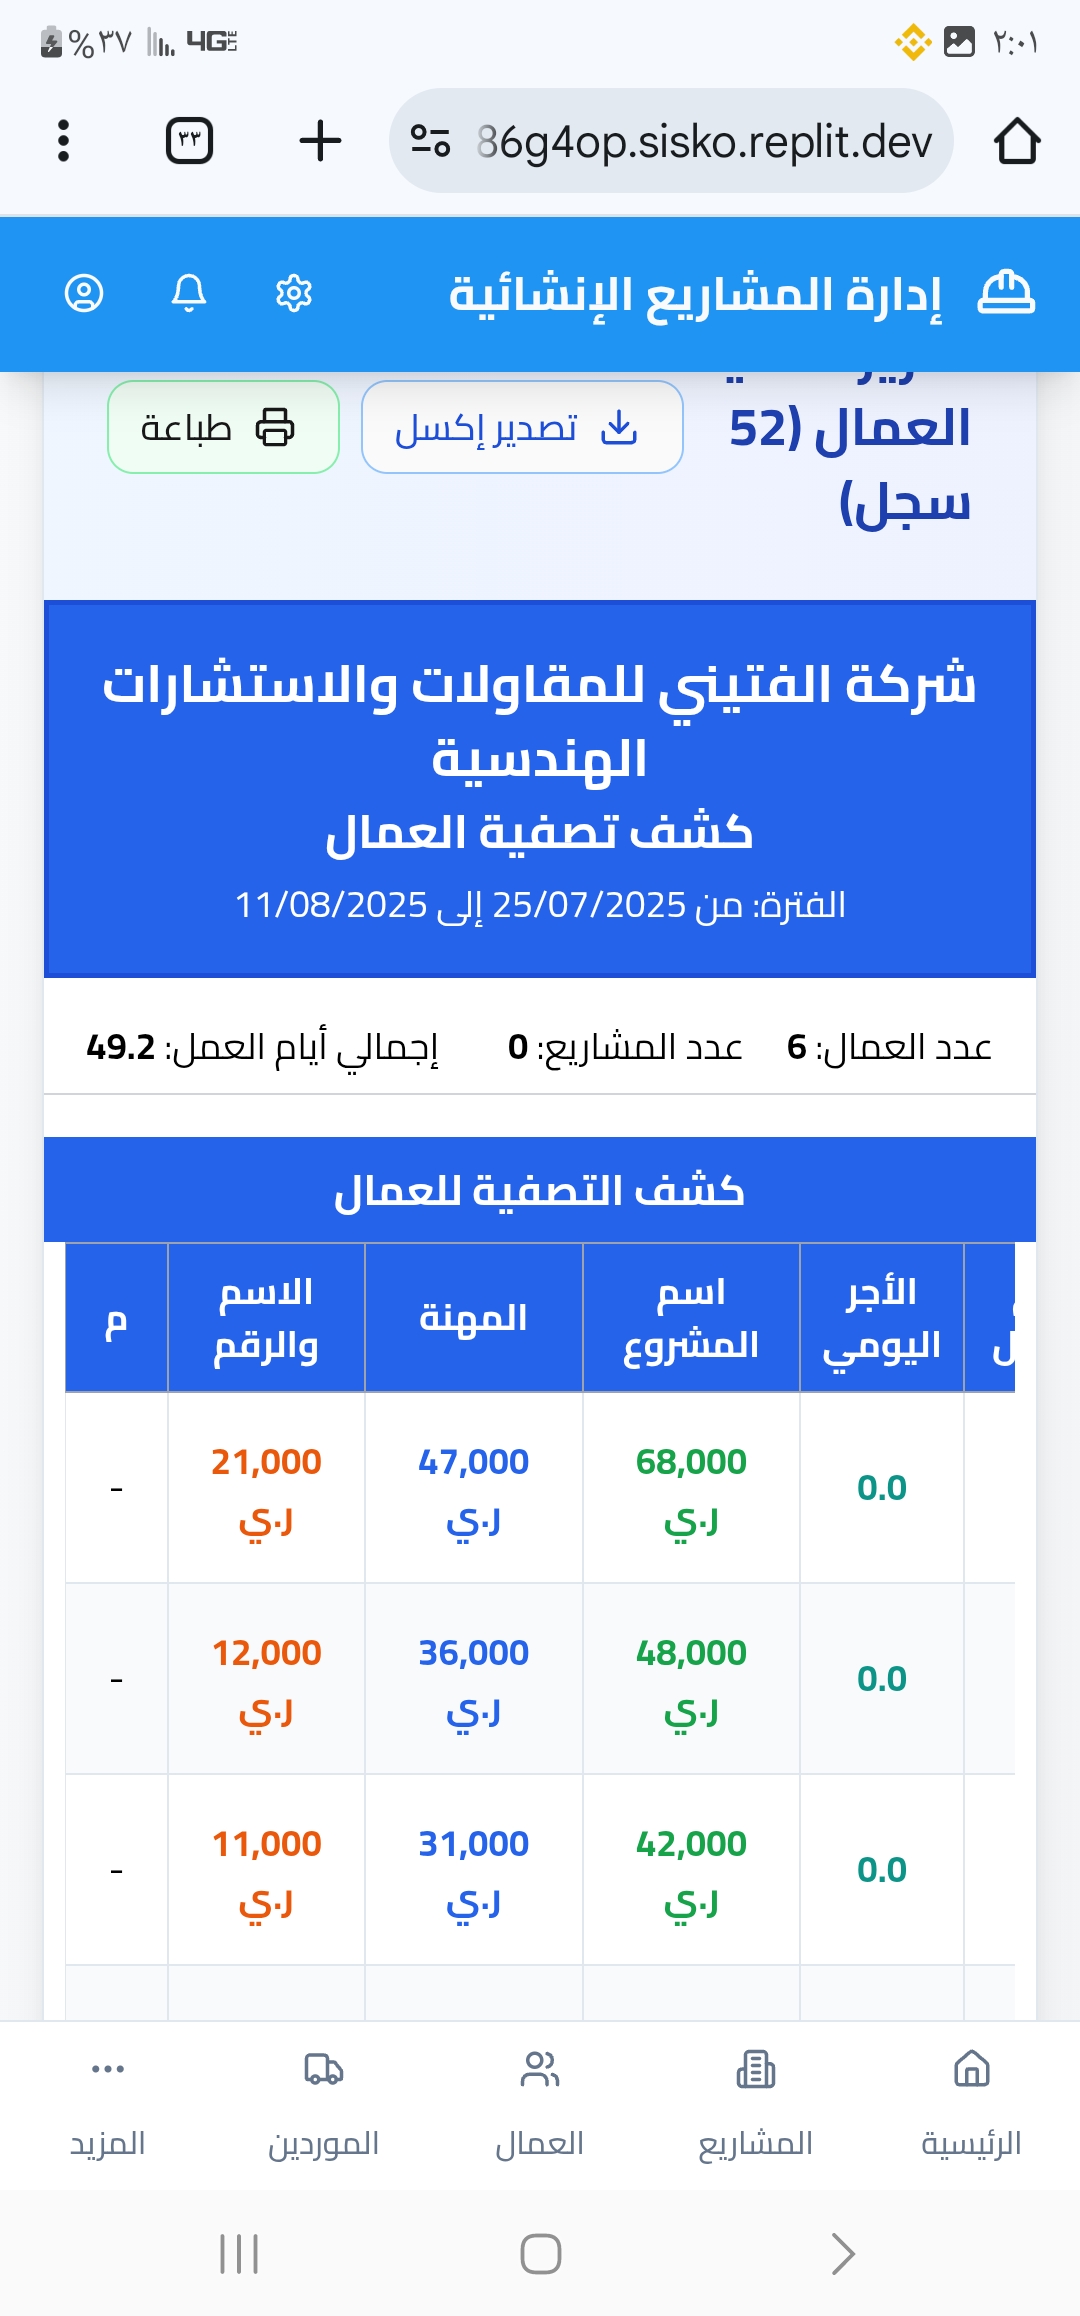 ٢:٠١
4G LTE
%٣٧
86g4op.sisko.replit.dev
٣٣
إدارة المشاريع الإنشائية
العمال (52
سجل)
تصدير إكسل
طباعة
شركة الفتيني للمقاولات والاستشارات
الهندسية
كشف تصفية العمال
الفترة: من 25/07/2025 إلى 11/08/2025
عدد العمال: 6
عدد المشاريع: 0
إجمالي أيام العمل: 49.2
كشف التصفية للعمال
م
الاسم والرقم
المهنة
اسم المشروع
الأجر اليومي
- 21,000 ر.ي 47,000 ر.ي 68,000 ر.ي 0.0
- 12,000 ر.ي 36,000 ر.ي 48,000 ر.ي 0.0
- 11,000 ر.ي 31,000 ر.ي 42,000 ر.ي 0.0
الرئيسية
المشاريع
العمال
الموردين
المزيد